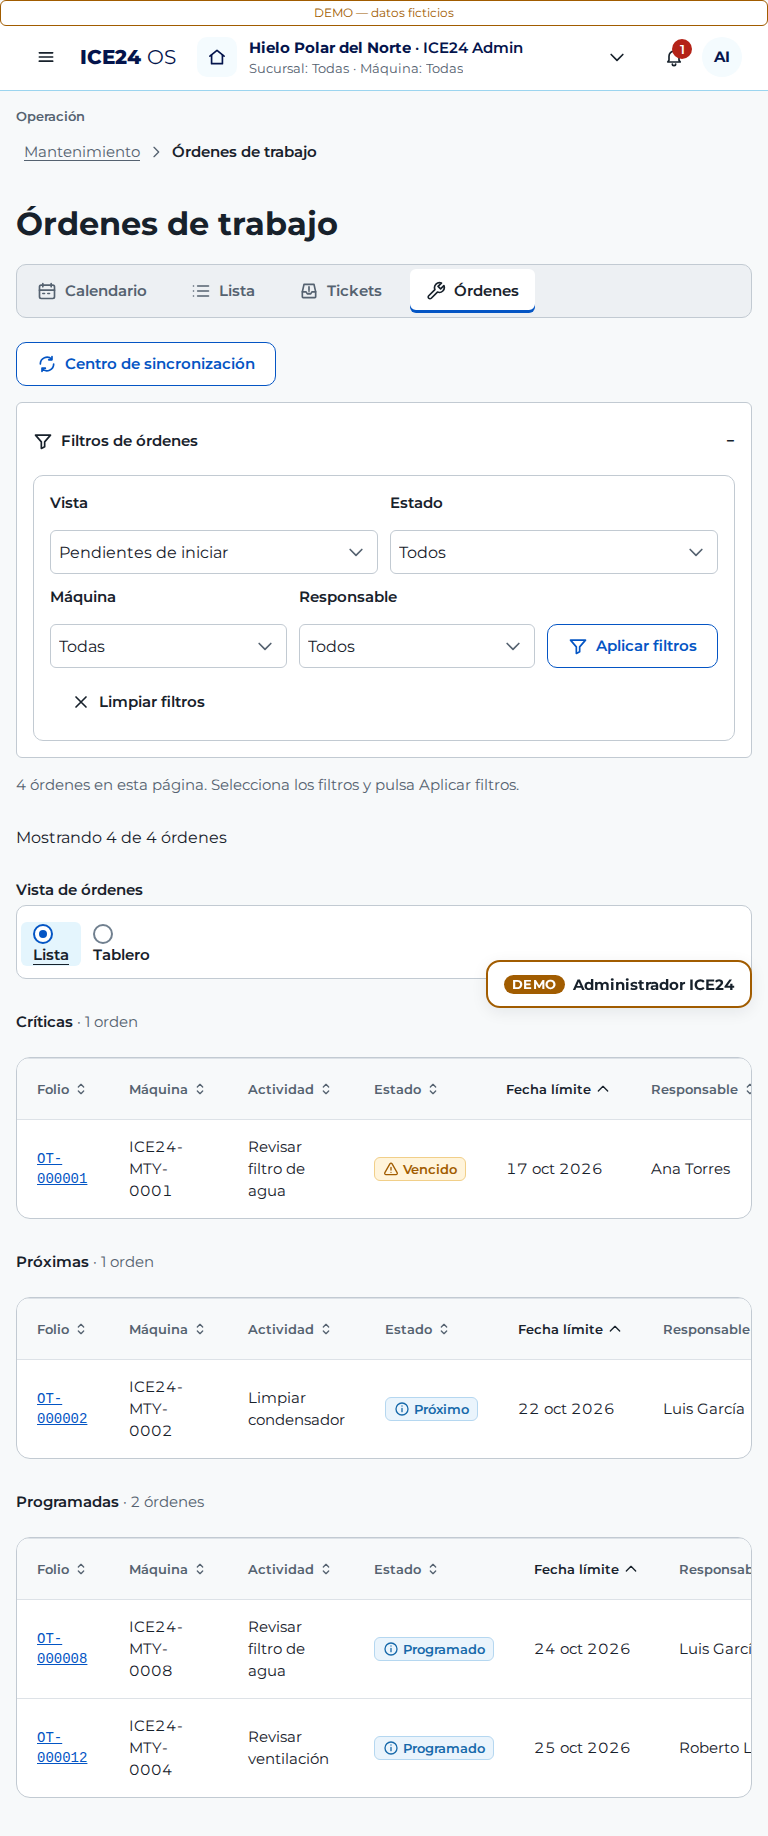 DEMO — datos ficticios
ICE24 OS
Hielo Polar del Norte · ICE24 Admin
Sucursal: Todas · Máquina: Todas
1
AI
Operación
Mantenimiento > Órdenes de trabajo
Órdenes de trabajo
Calendario Lista Tickets Órdenes
Centro de sincronización
Filtros de órdenes −
Vista Estado
Pendientes de iniciar Todos
Máquina Responsable
Todas Todos Aplicar filtros
Limpiar filtros
4 órdenes en esta página. Selecciona los filtros y pulsa Aplicar filtros.
Mostrando 4 de 4 órdenes
Vista de órdenes
Lista Tablero
DEMO Administrador ICE24
Críticas · 1 orden
Folio Máquina Actividad Estado Fecha límite Responsable
OT-000001 ICE24-MTY-0001 Revisar filtro de agua Vencido 17 oct 2026 Ana Torres
Próximas · 1 orden
Folio Máquina Actividad Estado Fecha límite Responsable
OT-000002 ICE24-MTY-0002 Limpiar condensador Próximo 22 oct 2026 Luis García
Programadas · 2 órdenes
Folio Máquina Actividad Estado Fecha límite Responsab
OT-000008 ICE24-MTY-0008 Revisar filtro de agua Programado 24 oct 2026 Luis Garcí
OT-000012 ICE24-MTY-0004 Revisar ventilación Programado 25 oct 2026 Roberto L